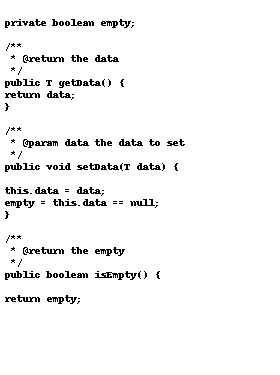 private boolean empty;
/**
* @return the data
*/
public T getData() {
return data;
}
/**
* @param data the data to set
*/
public void setData(T data) {
this.data = data;
empty = this.data == null;
}
/**
* @return the empty
*/
public boolean isEmpty() {
return empty;